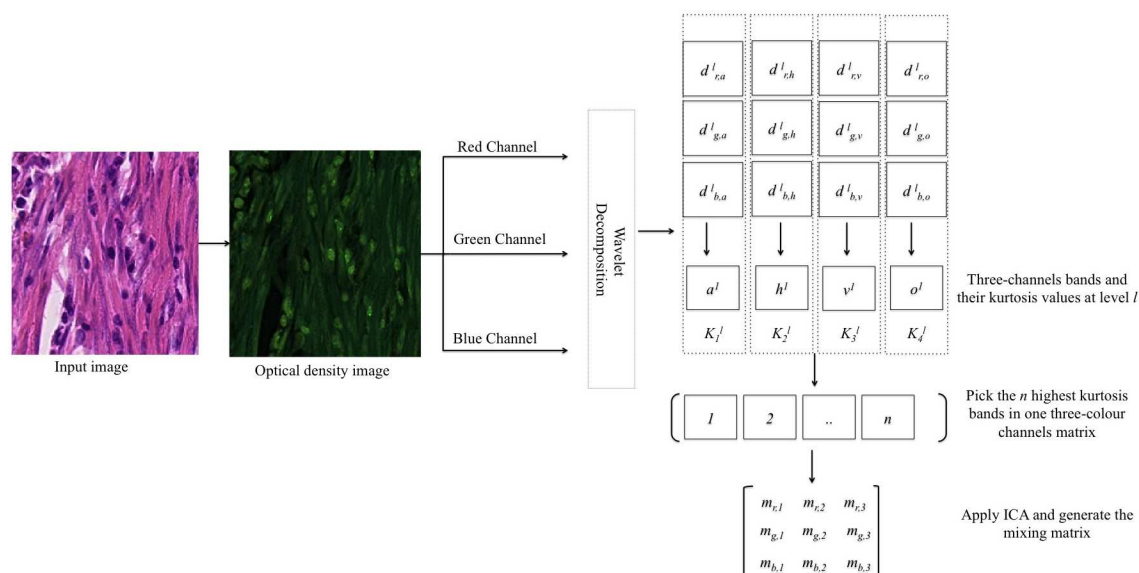 d^l_{r,a} d^l_{r,h} d^l_{r,v} d^l_{r,o}
d^l_{g,a} d^l_{g,h} d^l_{g,v} d^l_{g,o}
d^l_{b,a} d^l_{b,h} d^l_{b,v} d^l_{b,o}
Red Channel
Green Channel
Blue Channel
Wavelet
Decomposition
Input image
Optical density image
a^l h^l v^l o^l
K_1^l K_2^l K_3^l K_4^l
Three-channels bands and
their kurtosis values at level l
1 2 .. n
Pick the n highest kurtosis
bands in one three-colour
channels matrix
m_{r,1} m_{r,2} m_{r,3}
m_{g,1} m_{g,2} m_{g,3}
m_{b,1} m_{b,2} m_{b,3}
Apply ICA and generate the
mixing matrix